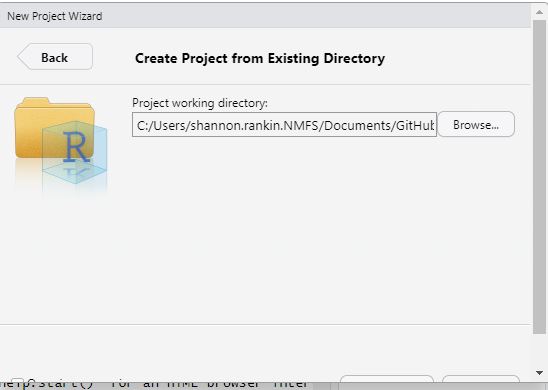 New Project Wizard
Back
Create Project from Existing Directory
Project working directory:
C:/Users/shannon.rankin.NMFS/Documents/GitHub
Browse...
R
help.start()' for an HTML browser inter